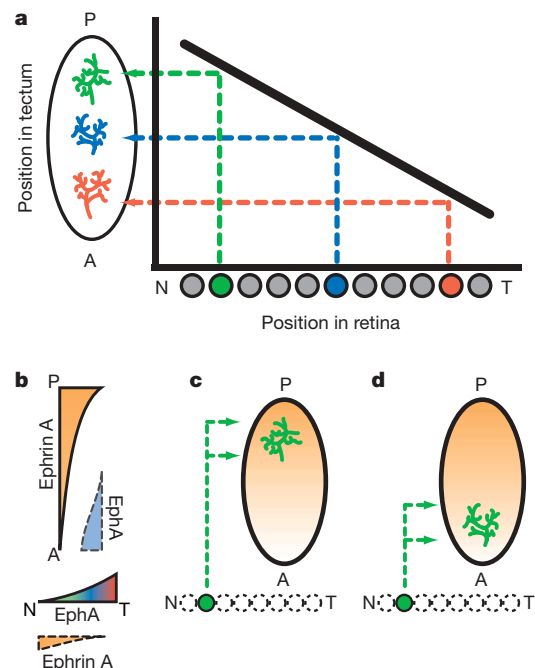 a
P
Position in tectum
A
N
T
Position in retina
b
P
Ephrin A
EphA
A
N
T
EphA
Ephrin A
c
P
A
N
T
d
P
A
N
T